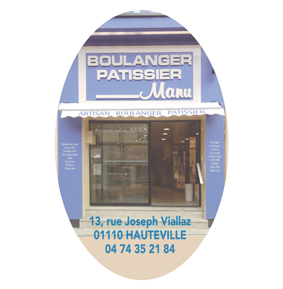 BOULANGER
PATISSIER
Manu
ARTISAN BOULANGER PATISSIER
13, rue Joseph Viallaz
01110 HAUTEVILLE
04 74 35 21 84